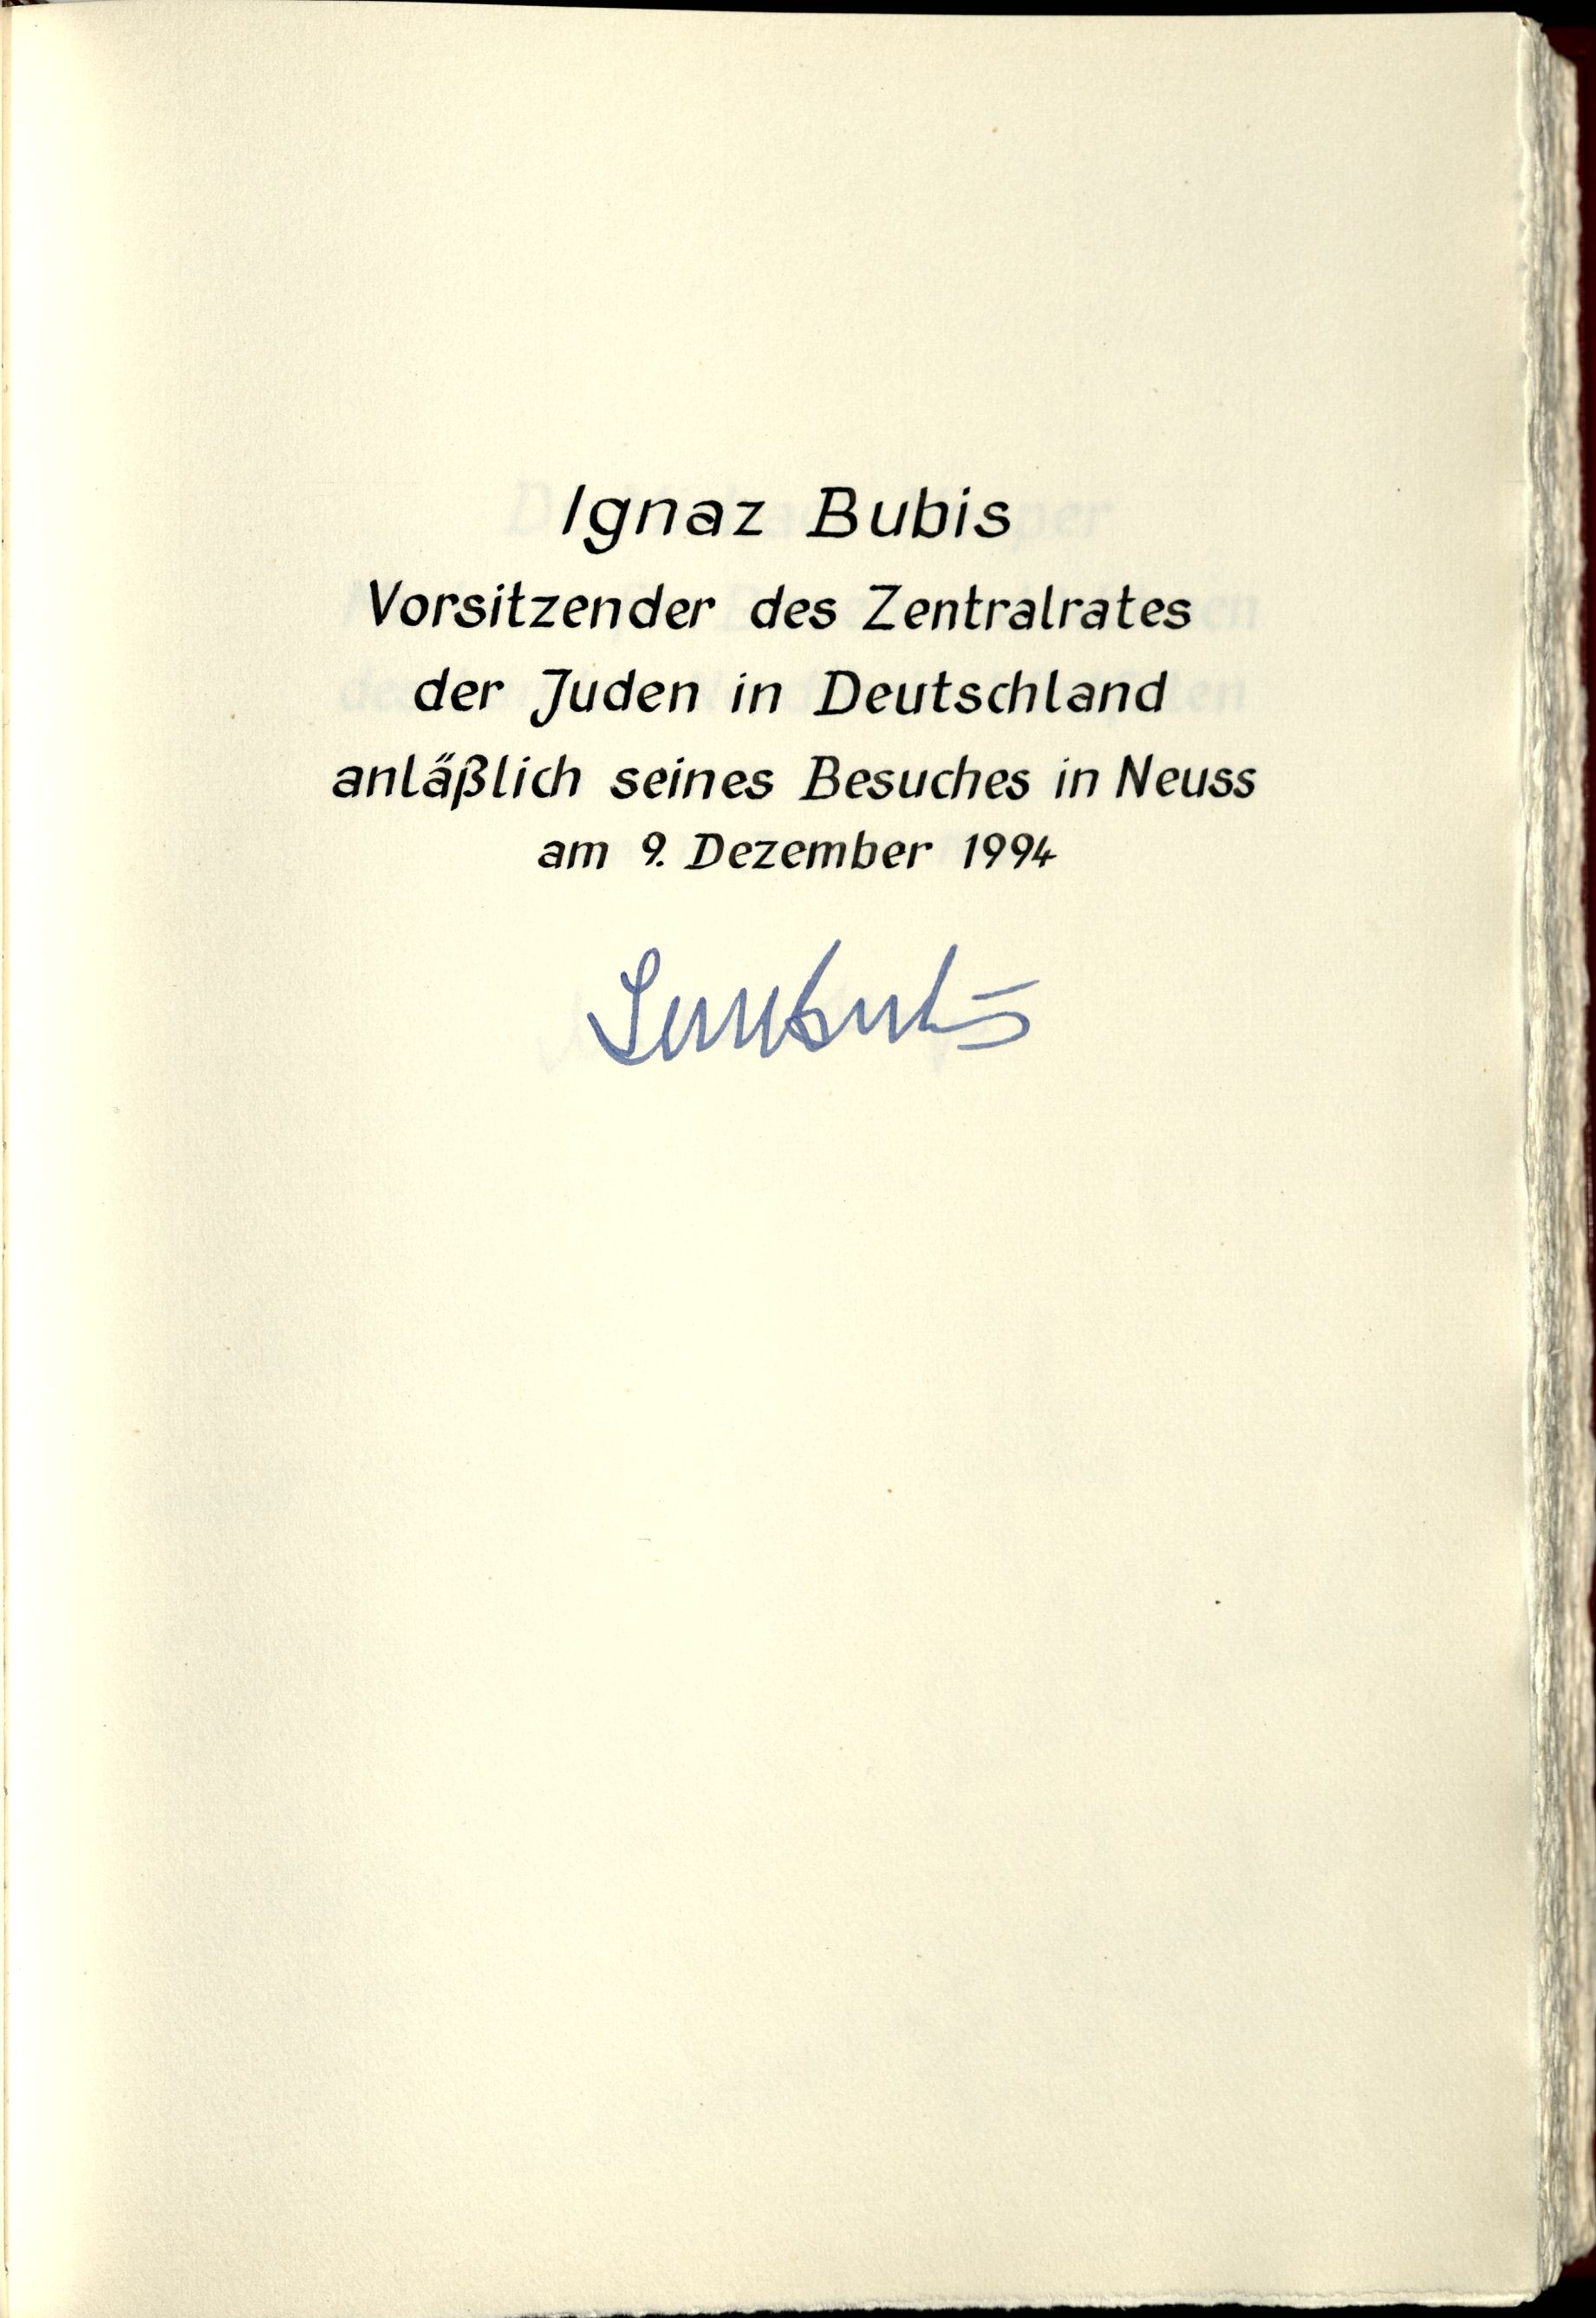 Ignaz Bubis
Vorsitzender des Zentralrates
der Juden in Deutschland
anläßlich seines Besuches in Neuss
am 9. Dezember 1994